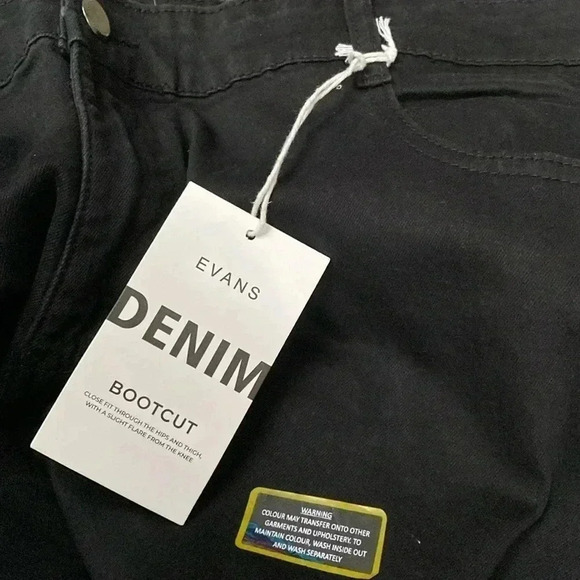 EVANS
DENIM
BOOTCUT
CLOSE FIT THROUGH THE HIPS AND THIGH,
WITH A SLIGHT FLARE FROM THE KNEE
WARNING
COLOUR MAY TRANSFER ONTO OTHER
GARMENTS AND UPHOLSTERY, TO
MAINTAIN COLOUR, WASH INSIDE OUT
AND WASH SEPARATELY